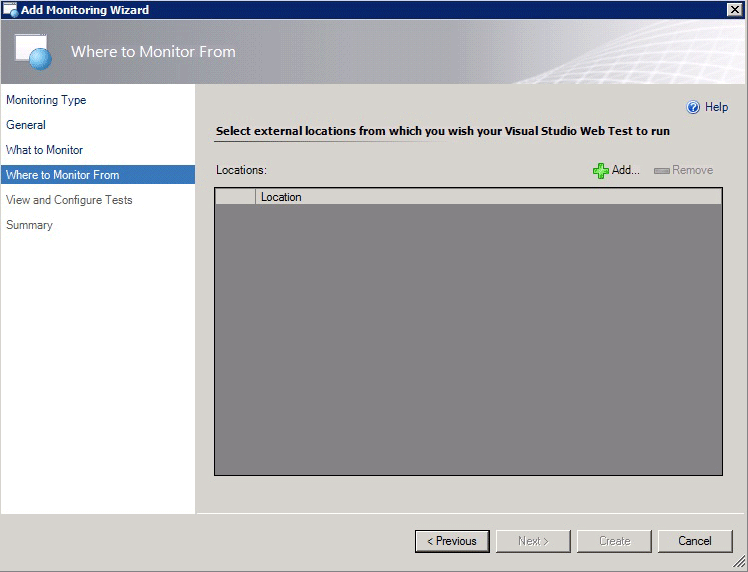 Add Monitoring Wizard
Where to Monitor From
Monitoring Type
General
What to Monitor
Where to Monitor From
View and Configure Tests
Summary
Help
Select external locations from which you wish your Visual Studio Web Test to run
Locations:
Add...
Remove
Location
< Previous
Next >
Create
Cancel